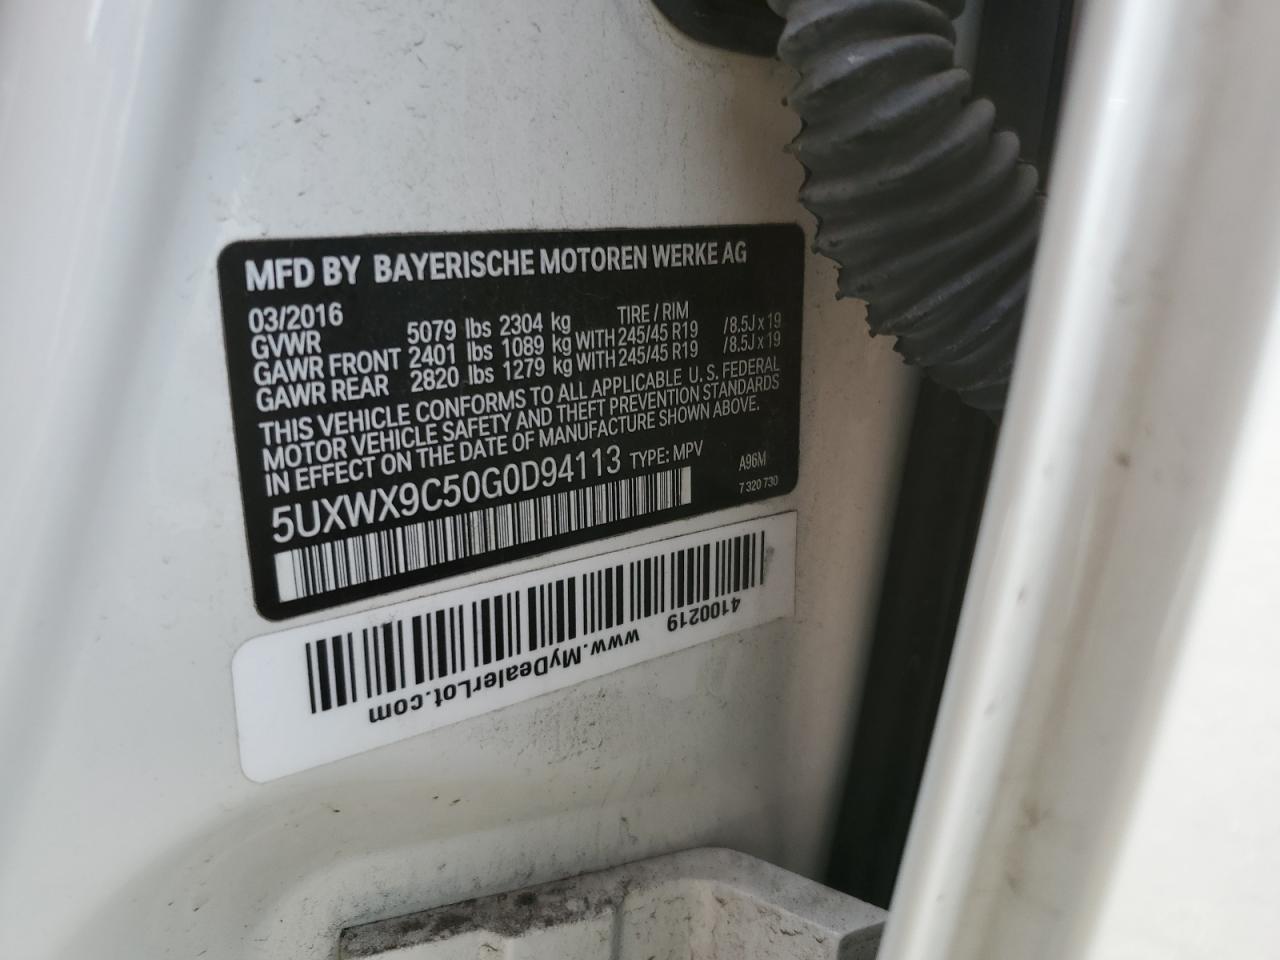 MFD BY BAYERISCHE MOTOREN WERKE AG
03/2016 TIRE / RIM
GVWR 5079 lbs 2304 kg
GAWR FRONT 2401 lbs 1089 kg WITH 245/45 R19 /8.5J x 19
GAWR REAR 2820 lbs 1279 kg WITH 245/45 R19 /8.5J x 19
THIS VEHICLE CONFORMS TO ALL APPLICABLE U.S. FEDERAL
MOTOR VEHICLE SAFETY AND THEFT PREVENTION STANDARDS
IN EFFECT ON THE DATE OF MANUFACTURE SHOWN ABOVE.
5UXWX9C50G0D94113 TYPE: MPV A96M
7 320 730
4100219
www.MyDealerLot.com